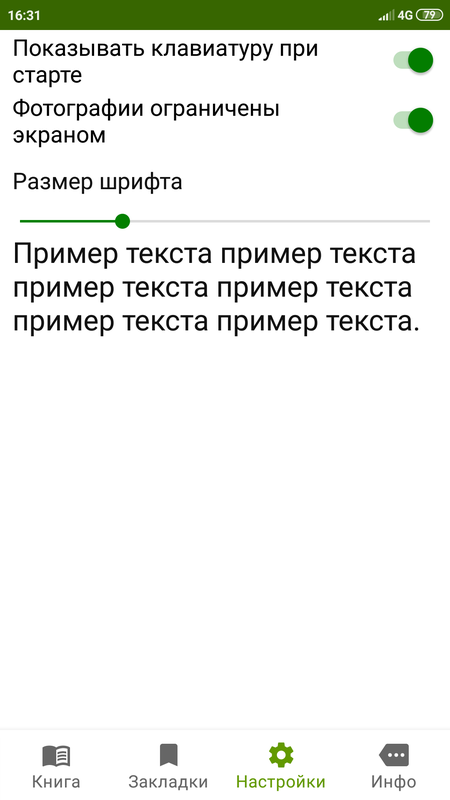 16:31 4G 79
Показывать клавиатуру при
старте
Фотографии ограничены
экраном
Размер шрифта
Пример текста пример текста
пример текста пример текста
пример текста пример текста.
Книга Закладки Настройки Инфо